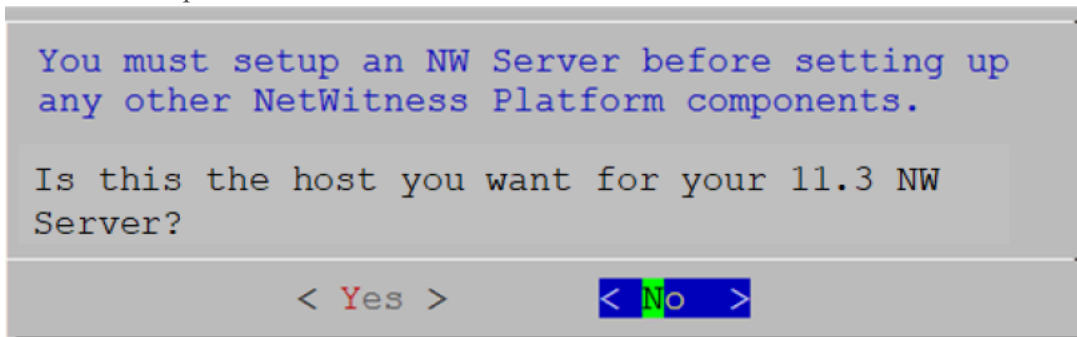 You must setup an NW Server before setting up
any other NetWitness Platform components.
Is this the host you want for your 11.3 NW
Server?
< Yes > < No >